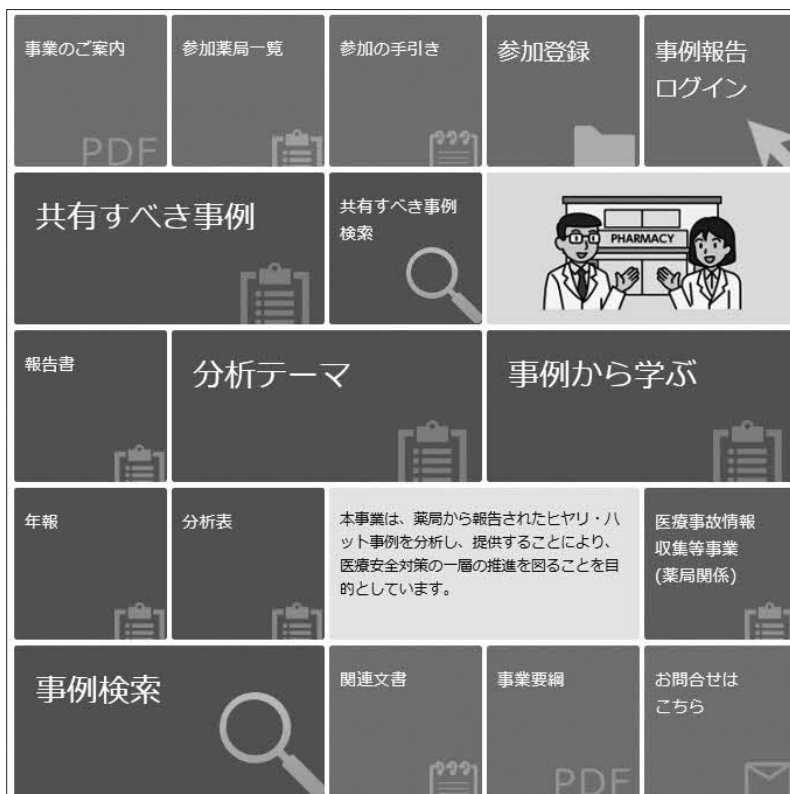 事業のご案内
PDF
参加薬局一覧
参加の手引き
参加登録
事例報告
ログイン
共有すべき事例
共有すべき事例
検索
PHARMACY
報告書
分析テーマ
事例から学ぶ
年報
分析表
本事業は、薬局から報告されたヒヤリ・ハ
ット事例を分析し、提供することにより、
医療安全対策の一層の推進を図ることを目
的としています。
医療事故情報
収集等事業
(薬局関係)
事例検索
関連文書
事業要綱
PDF
お問合せは
こちら